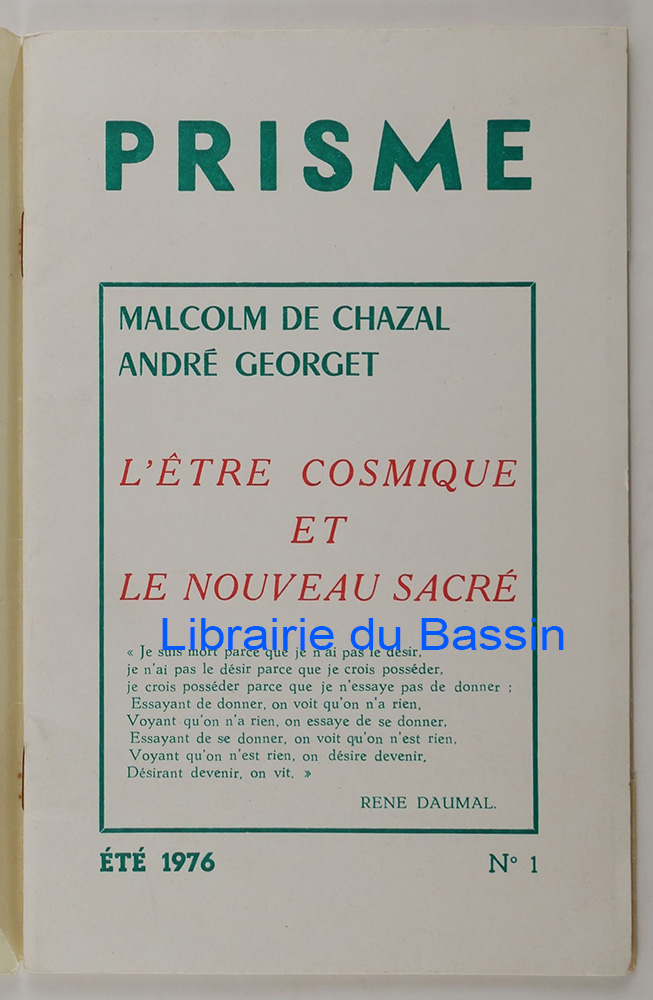 PRISME
MALCOLM DE CHAZAL
ANDRÉ GEORGET
L'ÊTRE COSMIQUE
ET
LE NOUVEAU SACRÉ
Librairie du Bassin
« Je suis mort parce que je n'ai pas le désir,
je n'ai pas le désir parce que je crois posséder,
je crois posséder parce que je n'essaye pas de donner ;
Essayant de donner, on voit qu'on n'a rien,
Voyant qu'on n'a rien, on essaye de se donner,
Essayant de se donner, on voit qu'on n'est rien,
Voyant qu'on n'est rien, on désire devenir,
Désirant devenir, on vit. »
RENE DAUMAL.
ÉTÉ 1976
N° 1